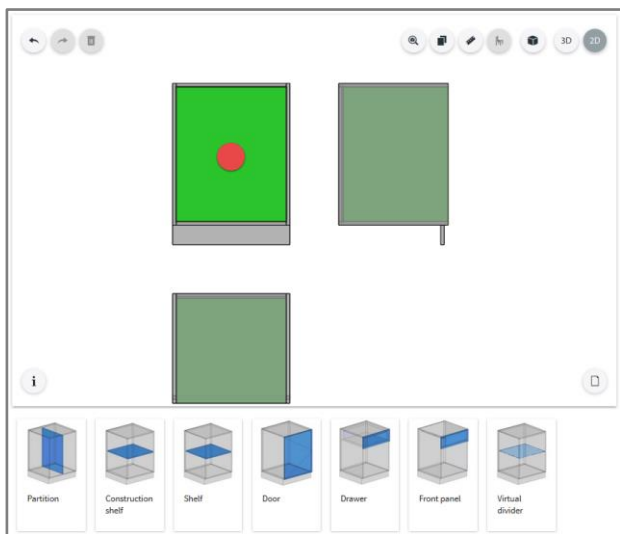 3D
2D
i
Partition
Construction
shelf
Shelf
Door
Drawer
Front panel
Virtual
divider